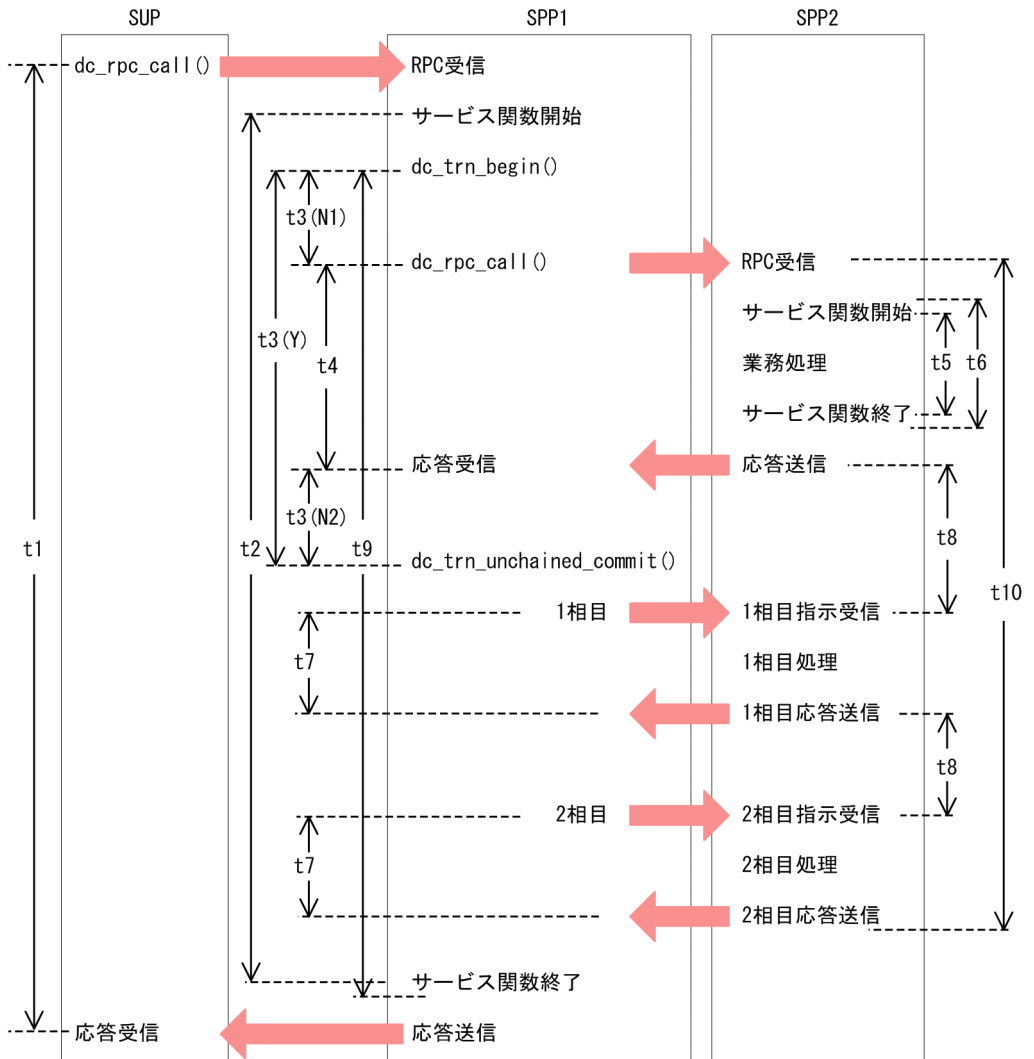 SUP SPP1 SPP2
dc_rpc_call() RPC受信
サービス関数開始
dc_trn_begin()
t3(N1)
dc_rpc_call() RPC受信
サービス関数開始
t3(Y) t4 業務処理 t5 t6
サービス関数終了
応答受信 応答送信
t3(N2)
t1 t2 t9 t8
dc_trn_unchained_commit()
t10
1相目 1相目指示受信
t7 1相目処理
1相目応答送信
t8
2相目 2相目指示受信
t7 2相目処理
2相目応答送信
サービス関数終了
応答受信 応答送信